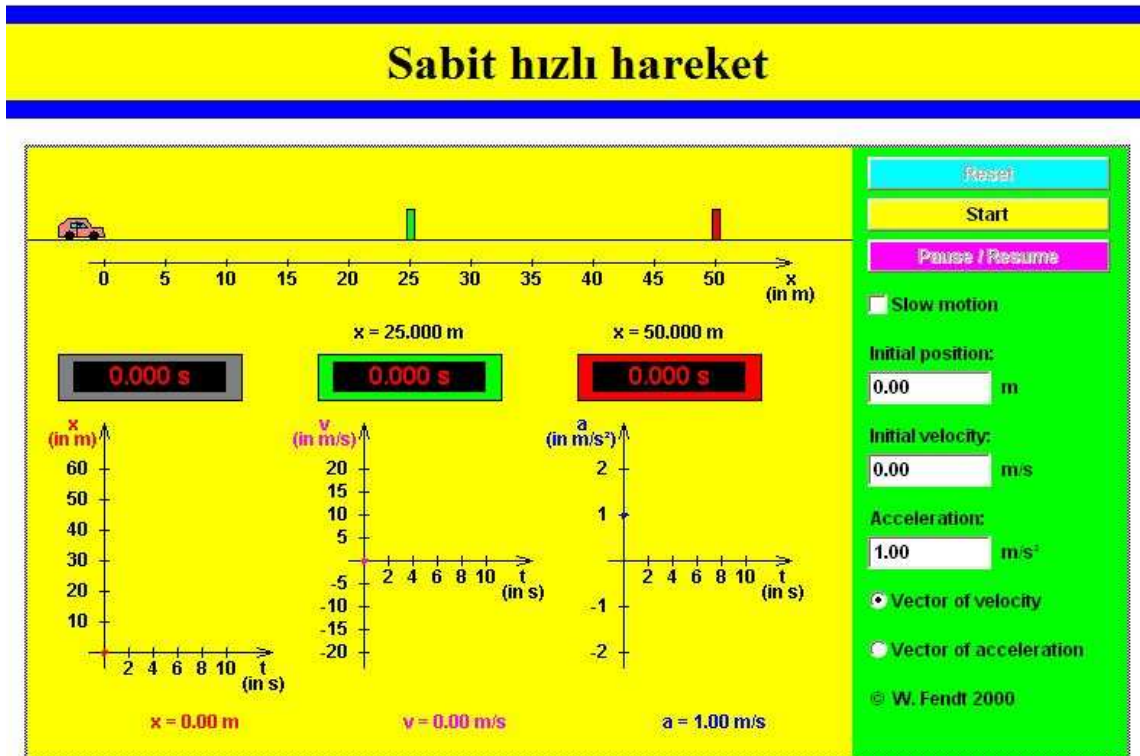 Sabit hızlı hareket
Reset
Start
Pause / Resume
Slow motion
Initial position:
0.00 m
Initial velocity:
0.00 m/s
Acceleration:
1.00 m/s²
Vector of velocity
Vector of acceleration
© W. Fendt 2000
0 5 10 15 20 25 30 35 40 45 50 x
(in m)
x = 25.000 m x = 50.000 m
0.000 s 0.000 s 0.000 s
x
(in m)
60
50
40
30
20
10
2 4 6 8 10 t
(in s)
x = 0.00 m
v
(in m/s)
20
15
10
5
2 4 6 8 10 t
(in s)
-5
-10
-15
-20
v = 0.00 m/s
a
(in m/s²)
2
1
2 4 6 8 10 t
(in s)
-1
-2
a = 1.00 m/s